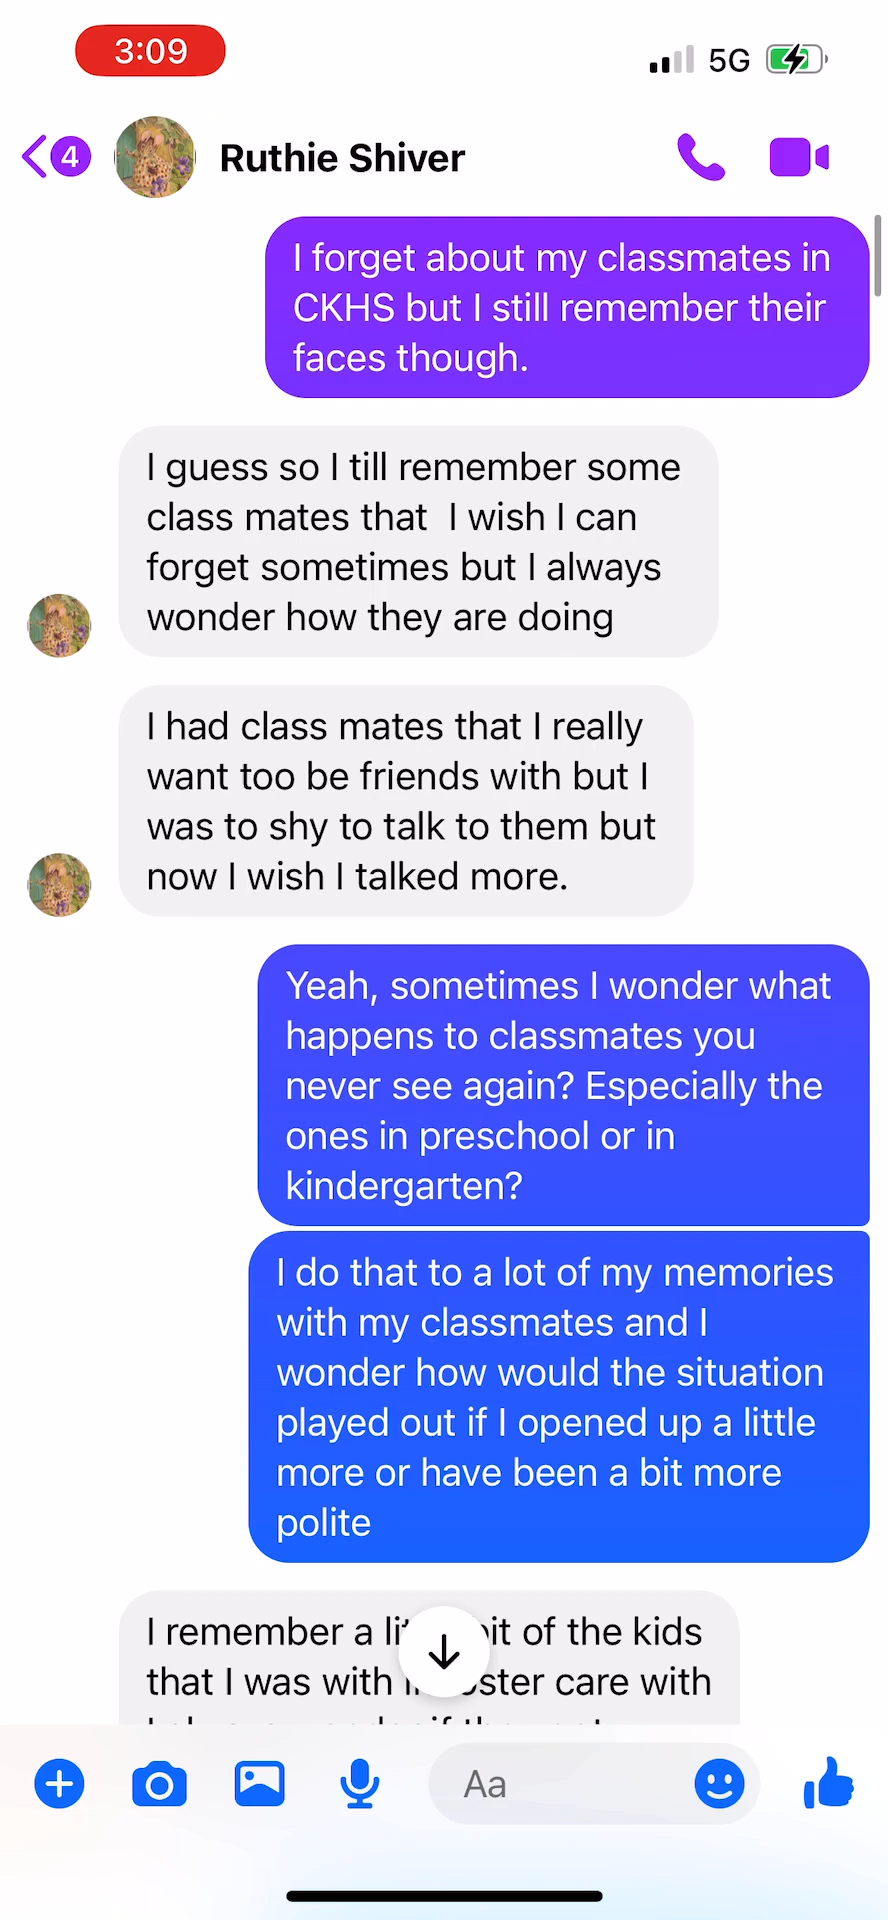 3:09
5G
4
Ruthie Shiver
I forget about my classmates in
CKHS but I still remember their
faces though.
I guess so I till remember some
class mates that I wish I can
forget sometimes but I always
wonder how they are doing
I had class mates that I really
want too be friends with but I
was to shy to talk to them but
now I wish I talked more.
Yeah, sometimes I wonder what
happens to classmates you
never see again? Especially the
ones in preschool or in
kindergarten?
I do that to a lot of my memories
with my classmates and I
wonder how would the situation
played out if I opened up a little
more or have been a bit more
polite
I remember a of the kids
that I was with care with
Aa